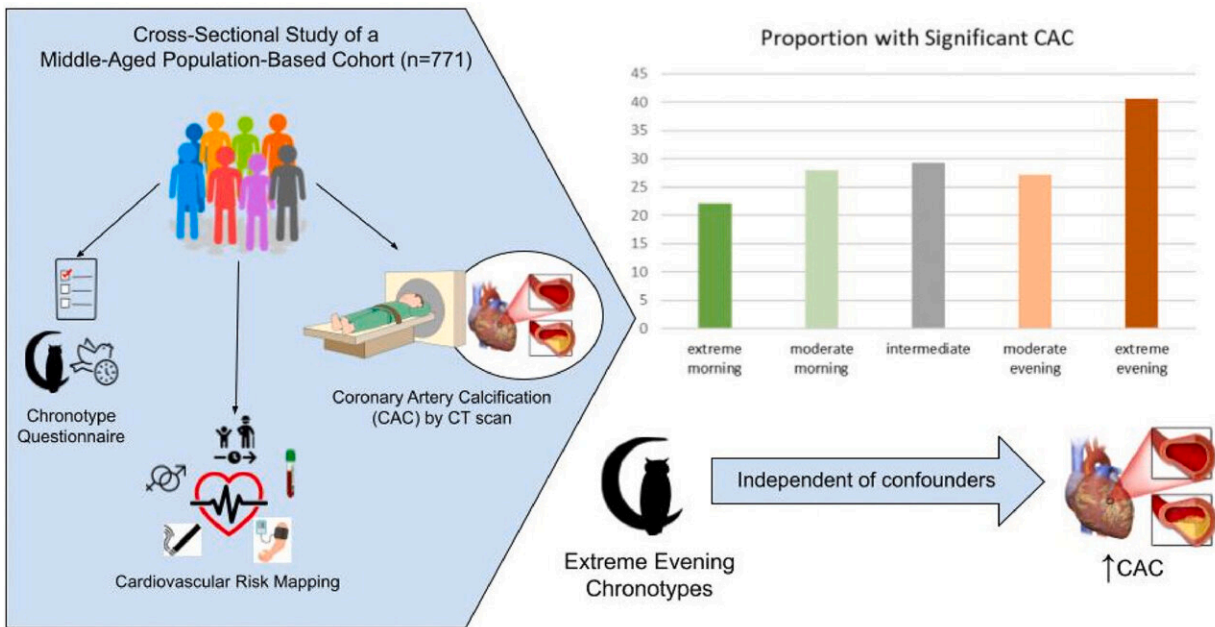 Cross-Sectional Study of a
Middle-Aged Population-Based Cohort (n=771)
Chronotype
Questionnaire
Cardiovascular Risk Mapping
Coronary Artery Calcification
(CAC) by CT scan
Proportion with Significant CAC
45
40
35
30
25
20
15
10
5
0
extreme
morning
moderate
morning
intermediate
moderate
evening
extreme
evening
Extreme Evening
Chronotypes
Independent of confounders
↑CAC